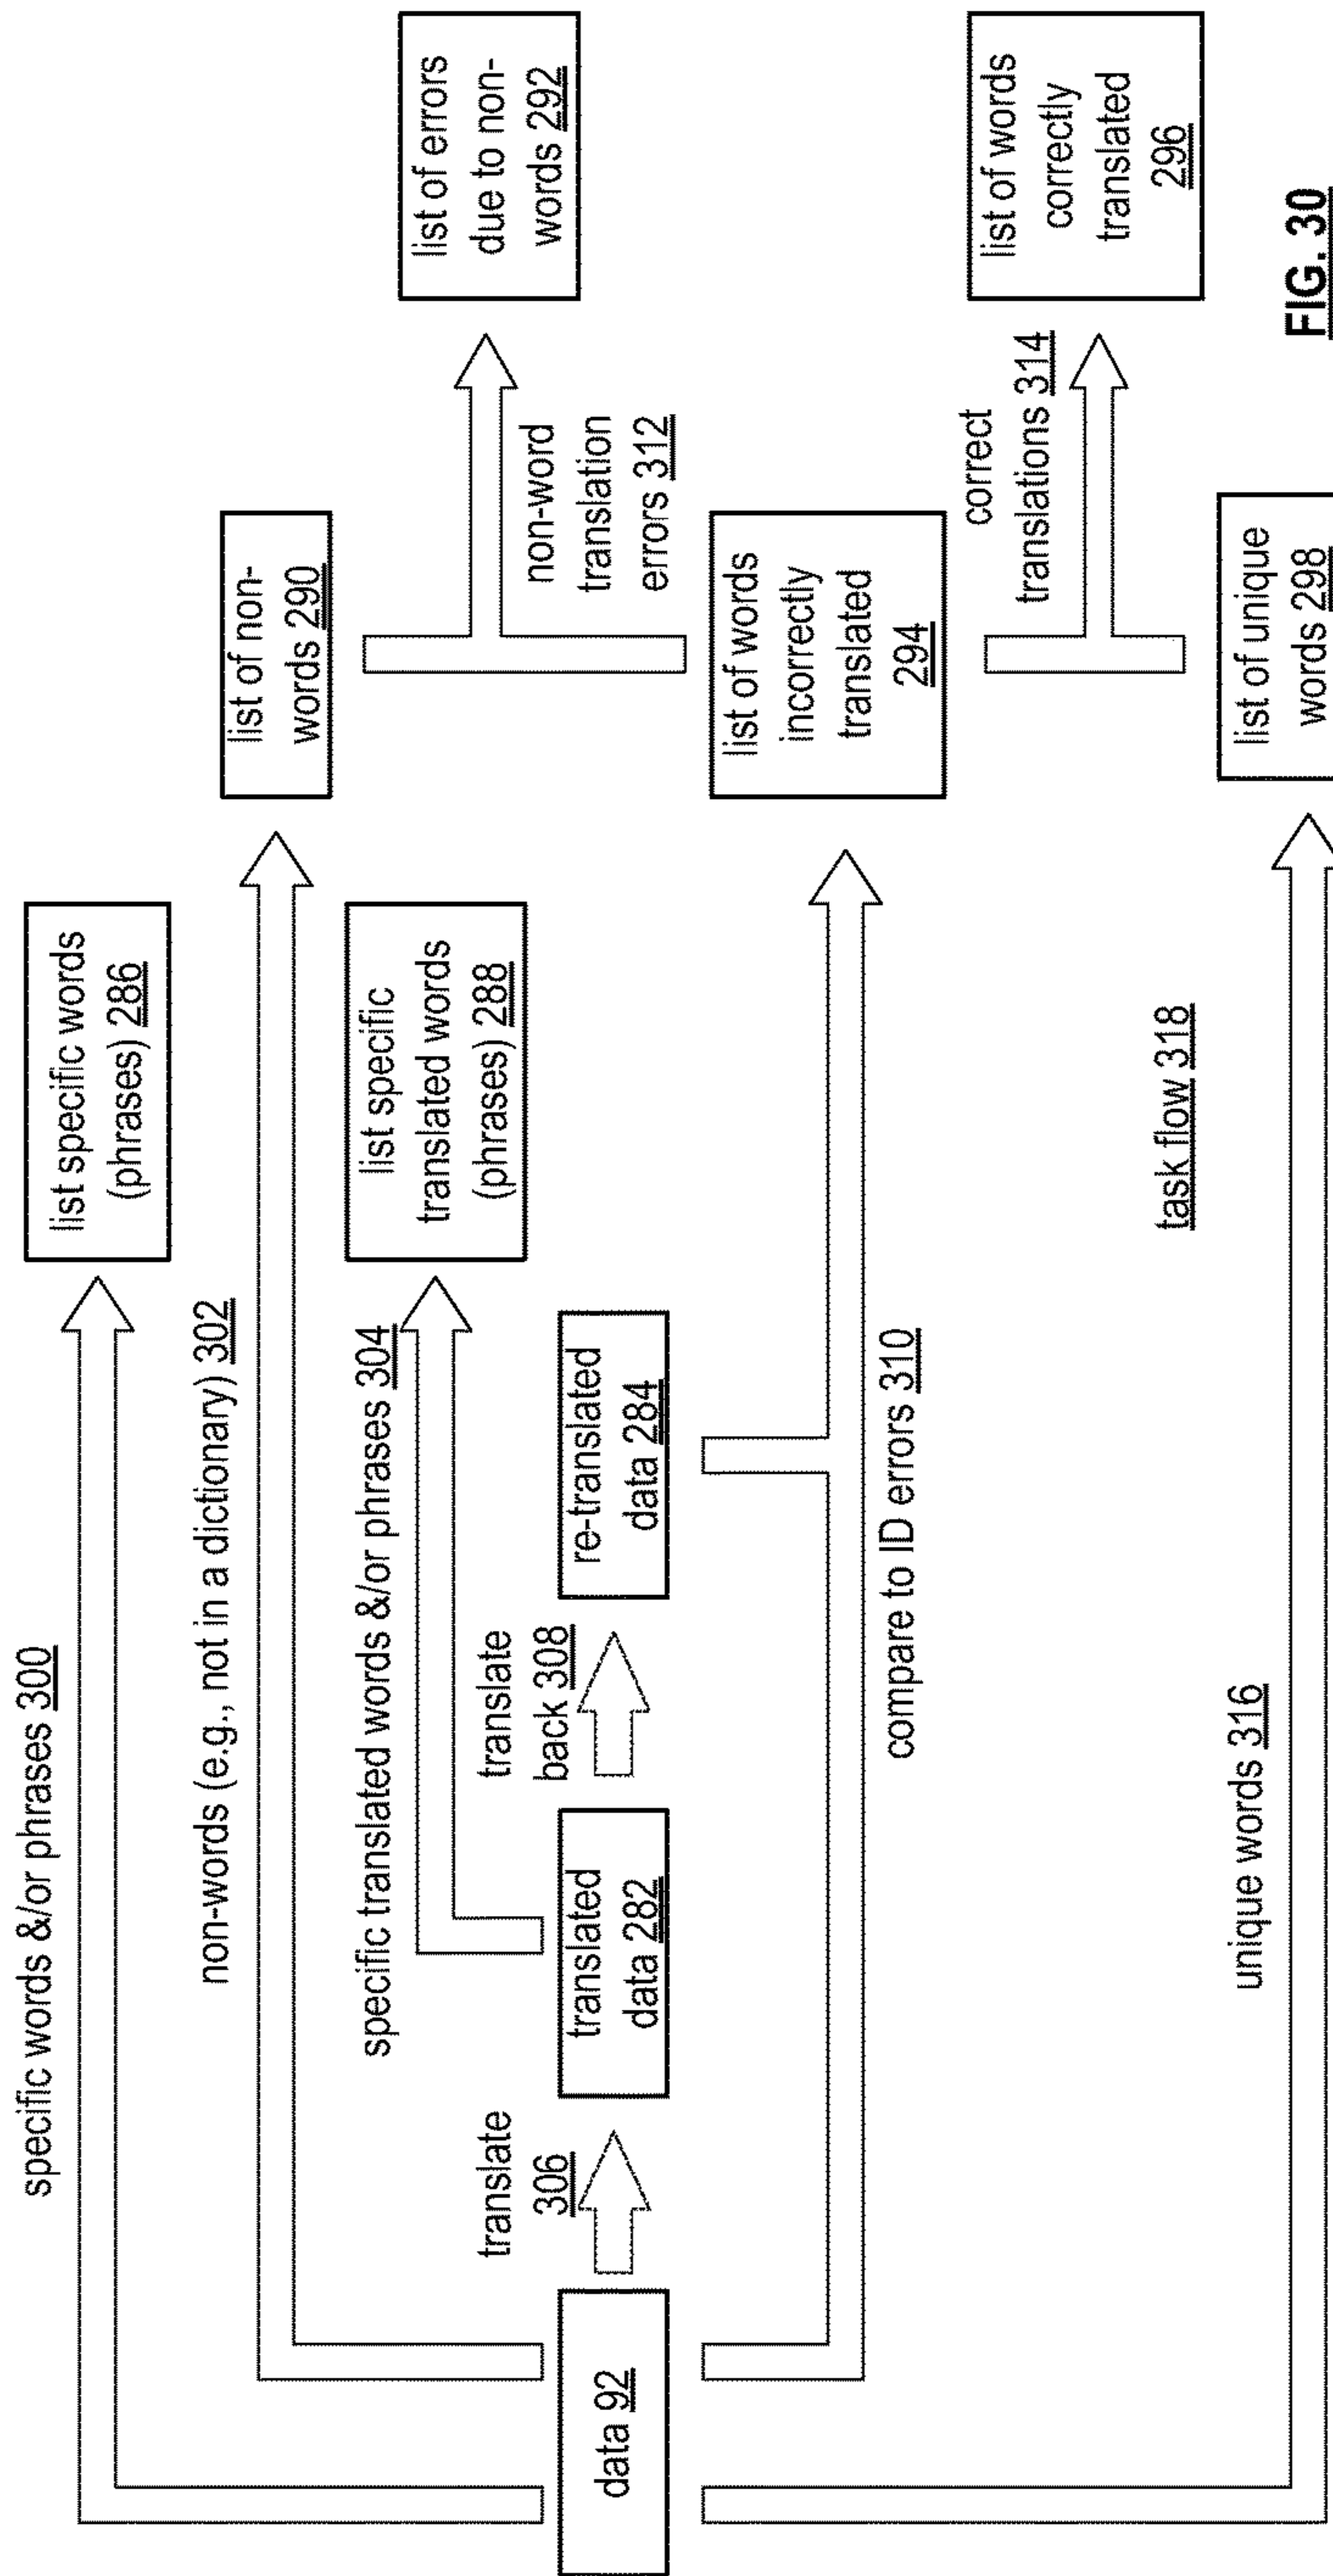 specific words &/or phrases 300
list specific words
(phrases) 286
non-words (e.g., not in a dictionary) 302
list of non-
words 290
specific translated words &/or phrases 304
list specific
translated words
(phrases) 288
list of errors
due to non-
words 292
translate
306
translate
back 308
non-word
translation
errors 312
data 92
translated
data 282
re-translated
data 284
list of words
incorrectly
translated
294
compare to ID errors 310
correct
translations 314
list of words
correctly
translated
296
task flow 318
unique words 316
list of unique
words 298
FIG. 30